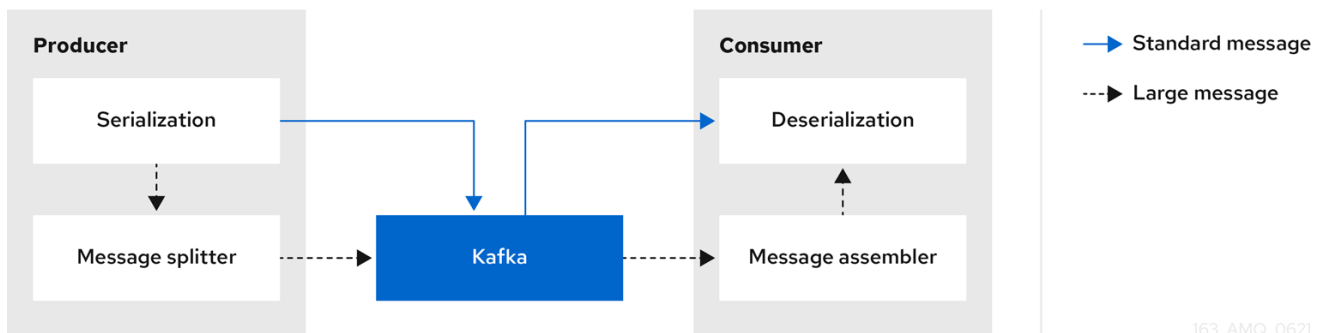 Producer
Serialization
Message splitter
Kafka
Consumer
Deserialization
Message assembler
Standard message
Large message
163_AMQ_0621